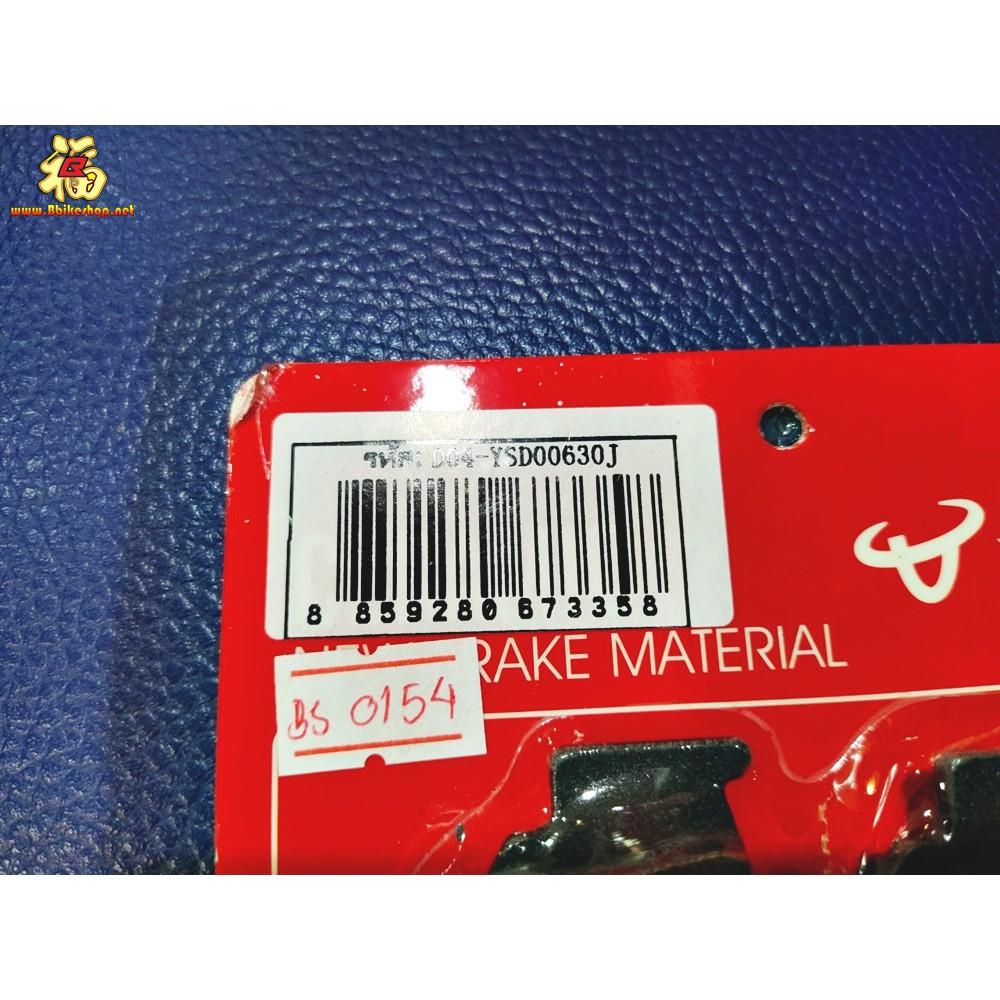 福
www.Bbikeshop.net
รหัส: D04-YSD00630J
8 859280 673358
RAKE MATERIAL
BS 0154